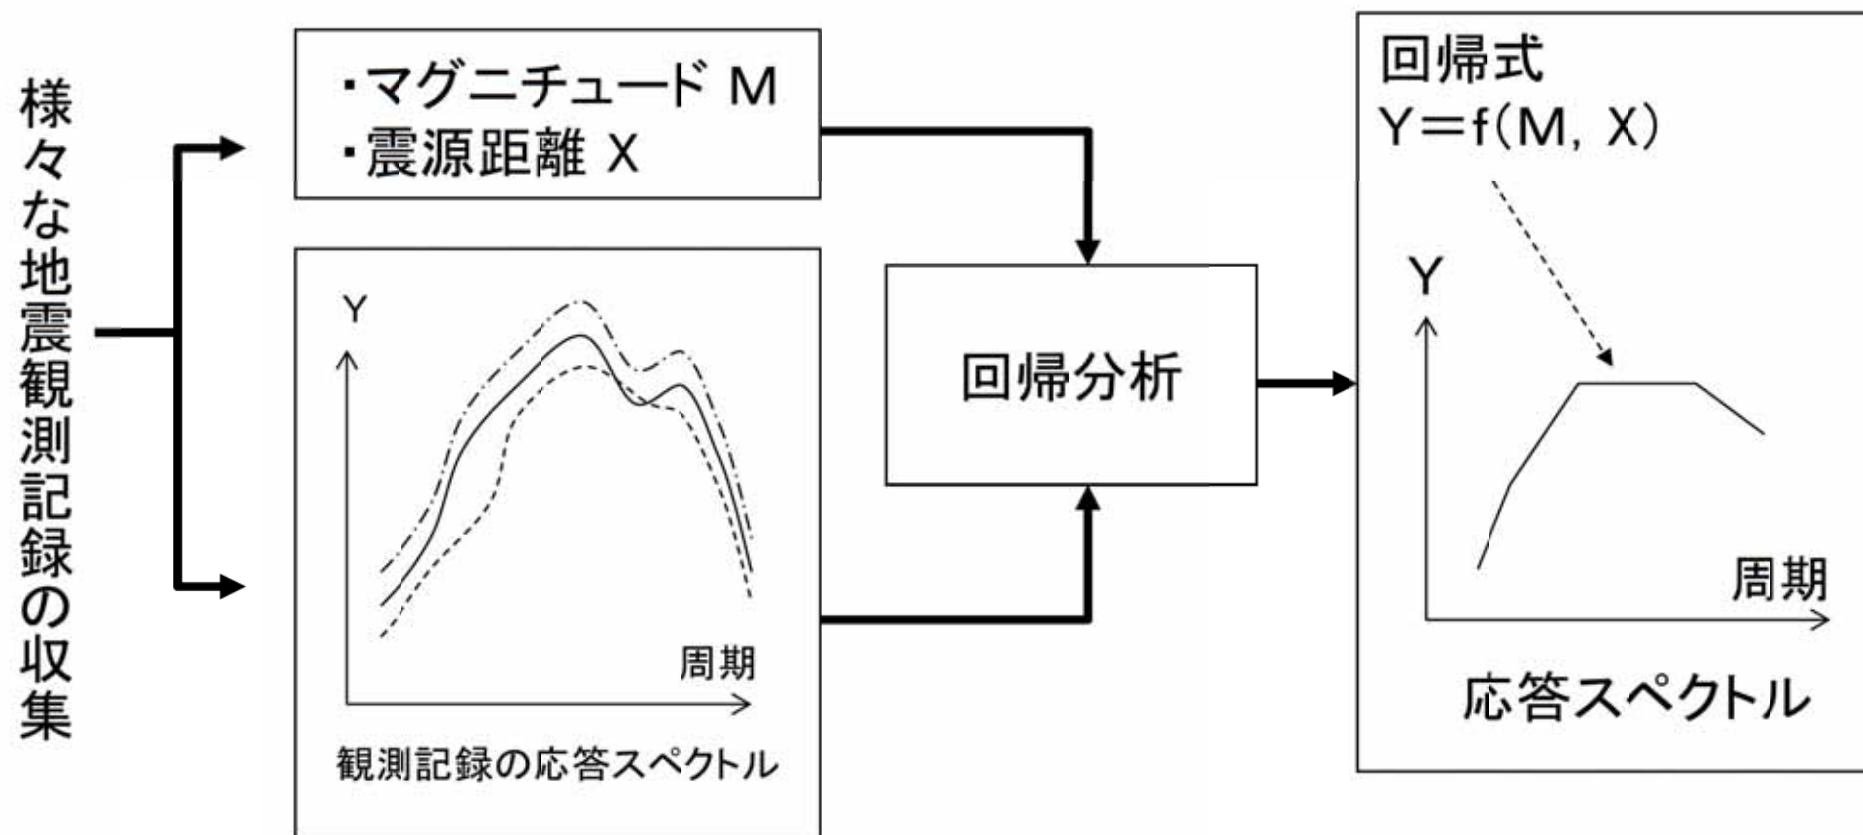 様々な地震観測記録の収集
・マグニチュード M
・震源距離 X
Y
周期
観測記録の応答スペクトル
回帰分析
回帰式
Y=f(M, X)
Y
周期
応答スペクトル